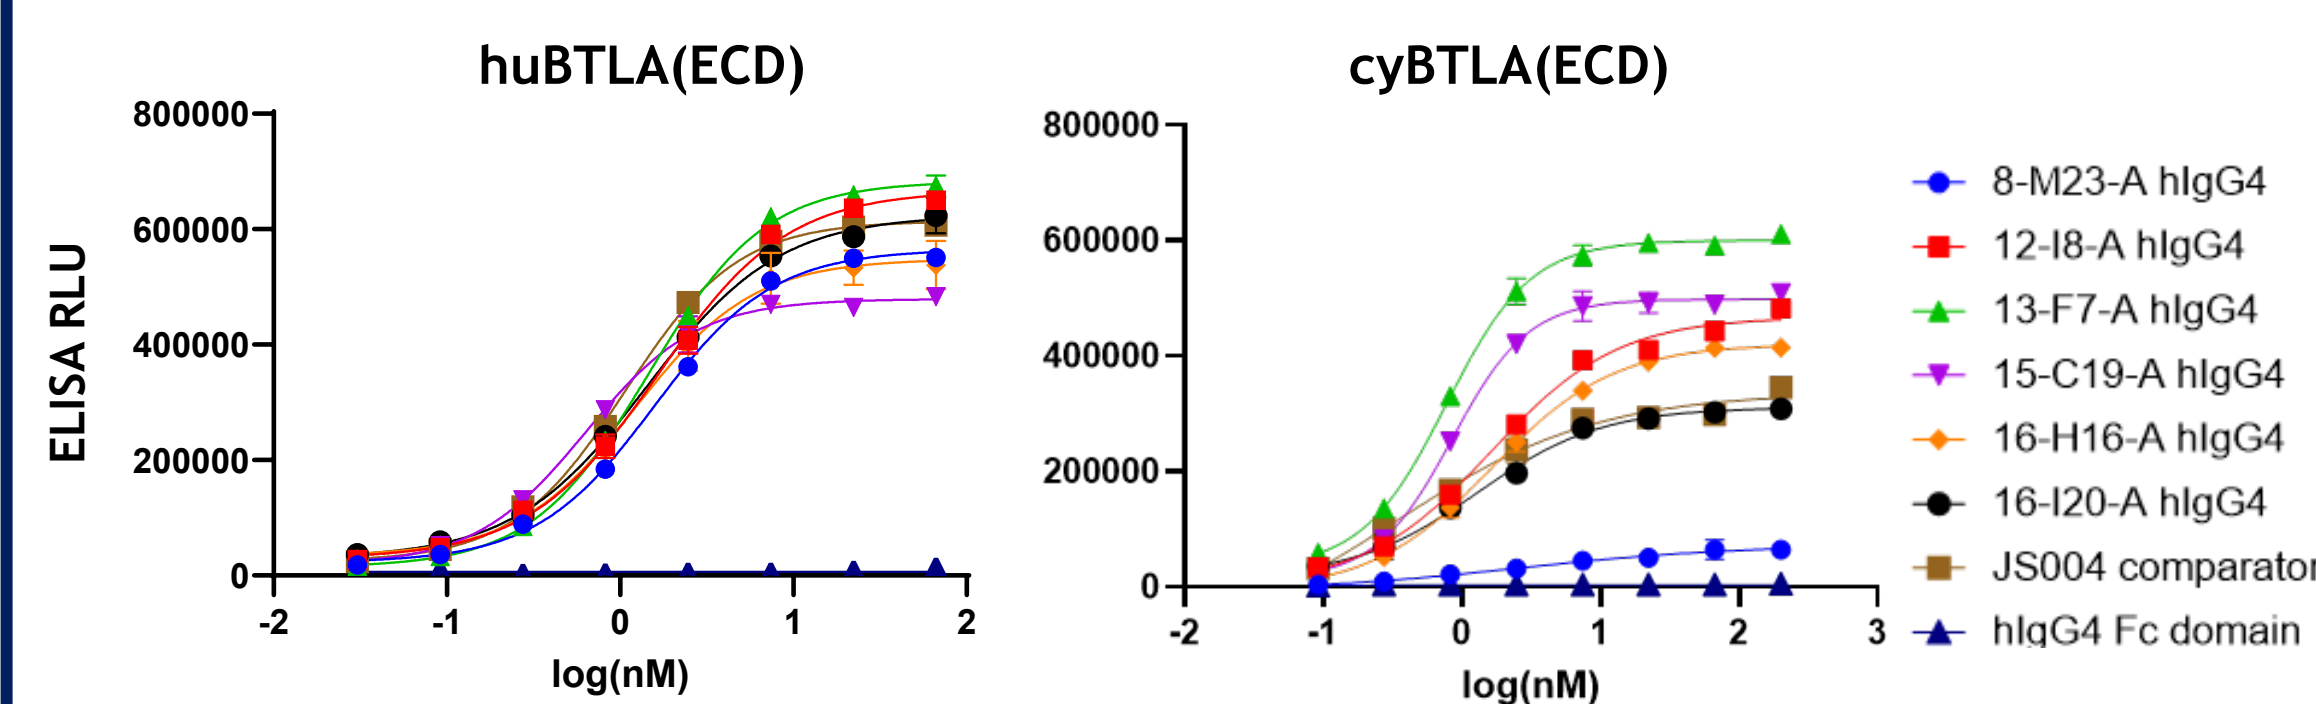 huBTLA(ECD)
ELISA RLU
800000
600000
400000
200000
0
-2
-1
0
1
2
log(nM)
cyBTLA(ECD)
800000
600000
400000
200000
0
-2
-1
0
1
2
3
log(nM)
8-M23-A hIgG4
12-I8-A hIgG4
13-F7-A hIgG4
15-C19-A hIgG4
16-H16-A hIgG4
16-I20-A hIgG4
JS004 comparator
hIgG4 Fc domain